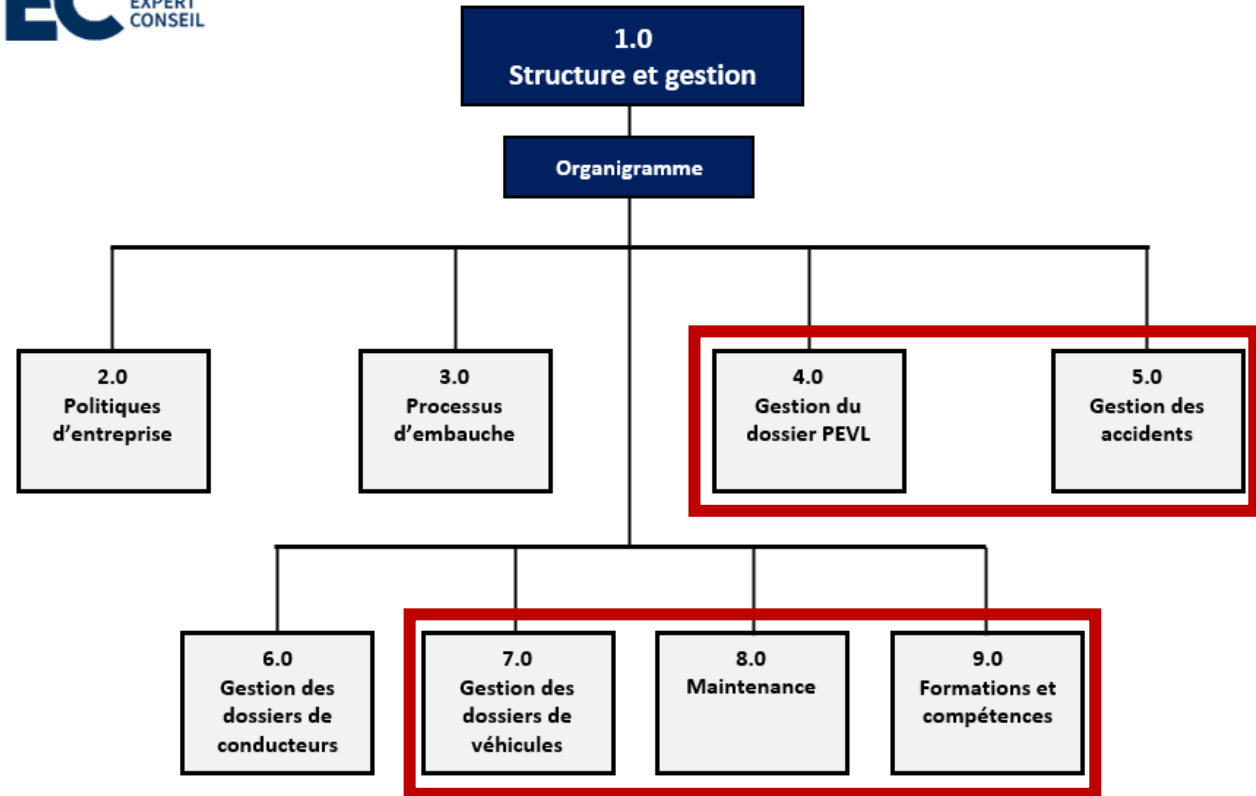 EC EXPERT
CONSEIL
1.0
Structure et gestion
Organigramme
2.0
Politiques
d’entreprise
3.0
Processus
d’embauche
4.0
Gestion du
dossier PEVL
5.0
Gestion des
accidents
6.0
Gestion des
dossiers de
conducteurs
7.0
Gestion des
dossiers de
véhicules
8.0
Maintenance
9.0
Formations et
compétences